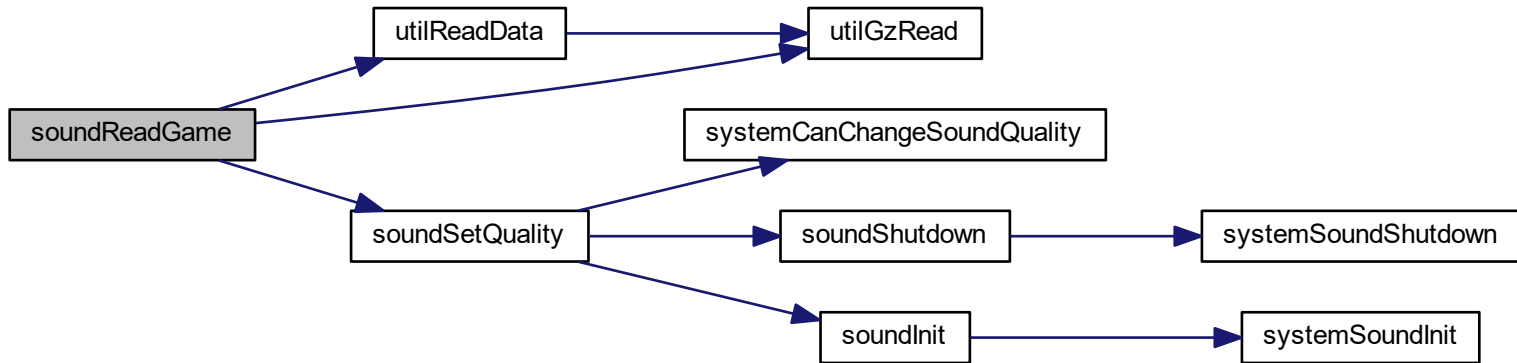 utilReadData
utilGzRead
soundReadGame
systemCanChangeSoundQuality
soundSetQuality
soundShutdown
systemSoundShutdown
soundInit
systemSoundInit